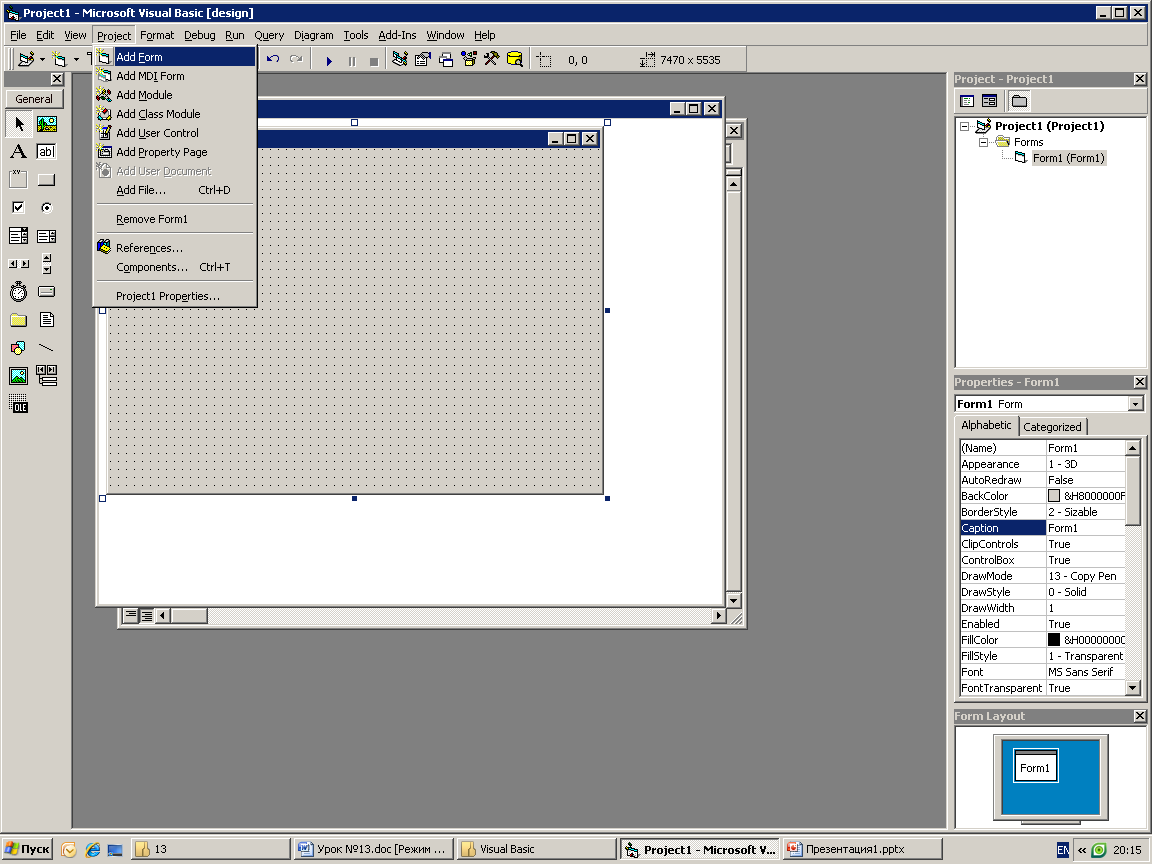 Project1 - Microsoft Visual Basic [design]
File Edit View Project Format Debug Run Query Diagram Tools Add-Ins Window Help
0, 0 7470 x 5535
General
Add Form
Add MDI Form
Add Module
Add Class Module
Add User Control
Add Property Page
Add User Document
Add File... Ctrl+D
Remove Form1
References...
Components... Ctrl+T
Project1 Properties...
A
ab
xv
OLE
Project - Project1
Project1 (Project1)
Forms
Form1 (Form1)
Properties - Form1
Form1 Form
Alphabetic Categorized
(Name) Form1
Appearance 1 - 3D
AutoRedraw False
BackColor &H8000000F
BorderStyle 2 - Sizable
Caption Form1
ClipControls True
ControlBox True
DrawMode 13 - Copy Pen
DrawStyle 0 - Solid
DrawWidth 1
Enabled True
FillColor &H00000000
FillStyle 1 - Transparent
Font MS Sans Serif
FontTransparent True
Form Layout
Form1
Пуск 13 Урок №13.doc [Режим ... Visual Basic Project1 - Microsoft V... Презентация1.pptx EN « 20:15